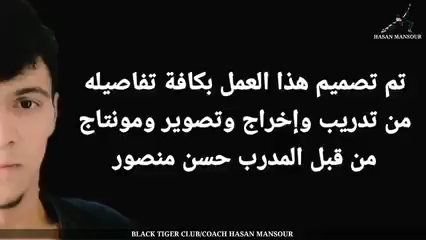 HASAN MANSOUR
تم تصميم هذا العمل بكافة تفاصيله
من تدريب وإخراج وتصوير ومونتاج
من قبل المدرب حسن منصور
BLACK TIGER CLUB/COACH HASAN MANSOUR